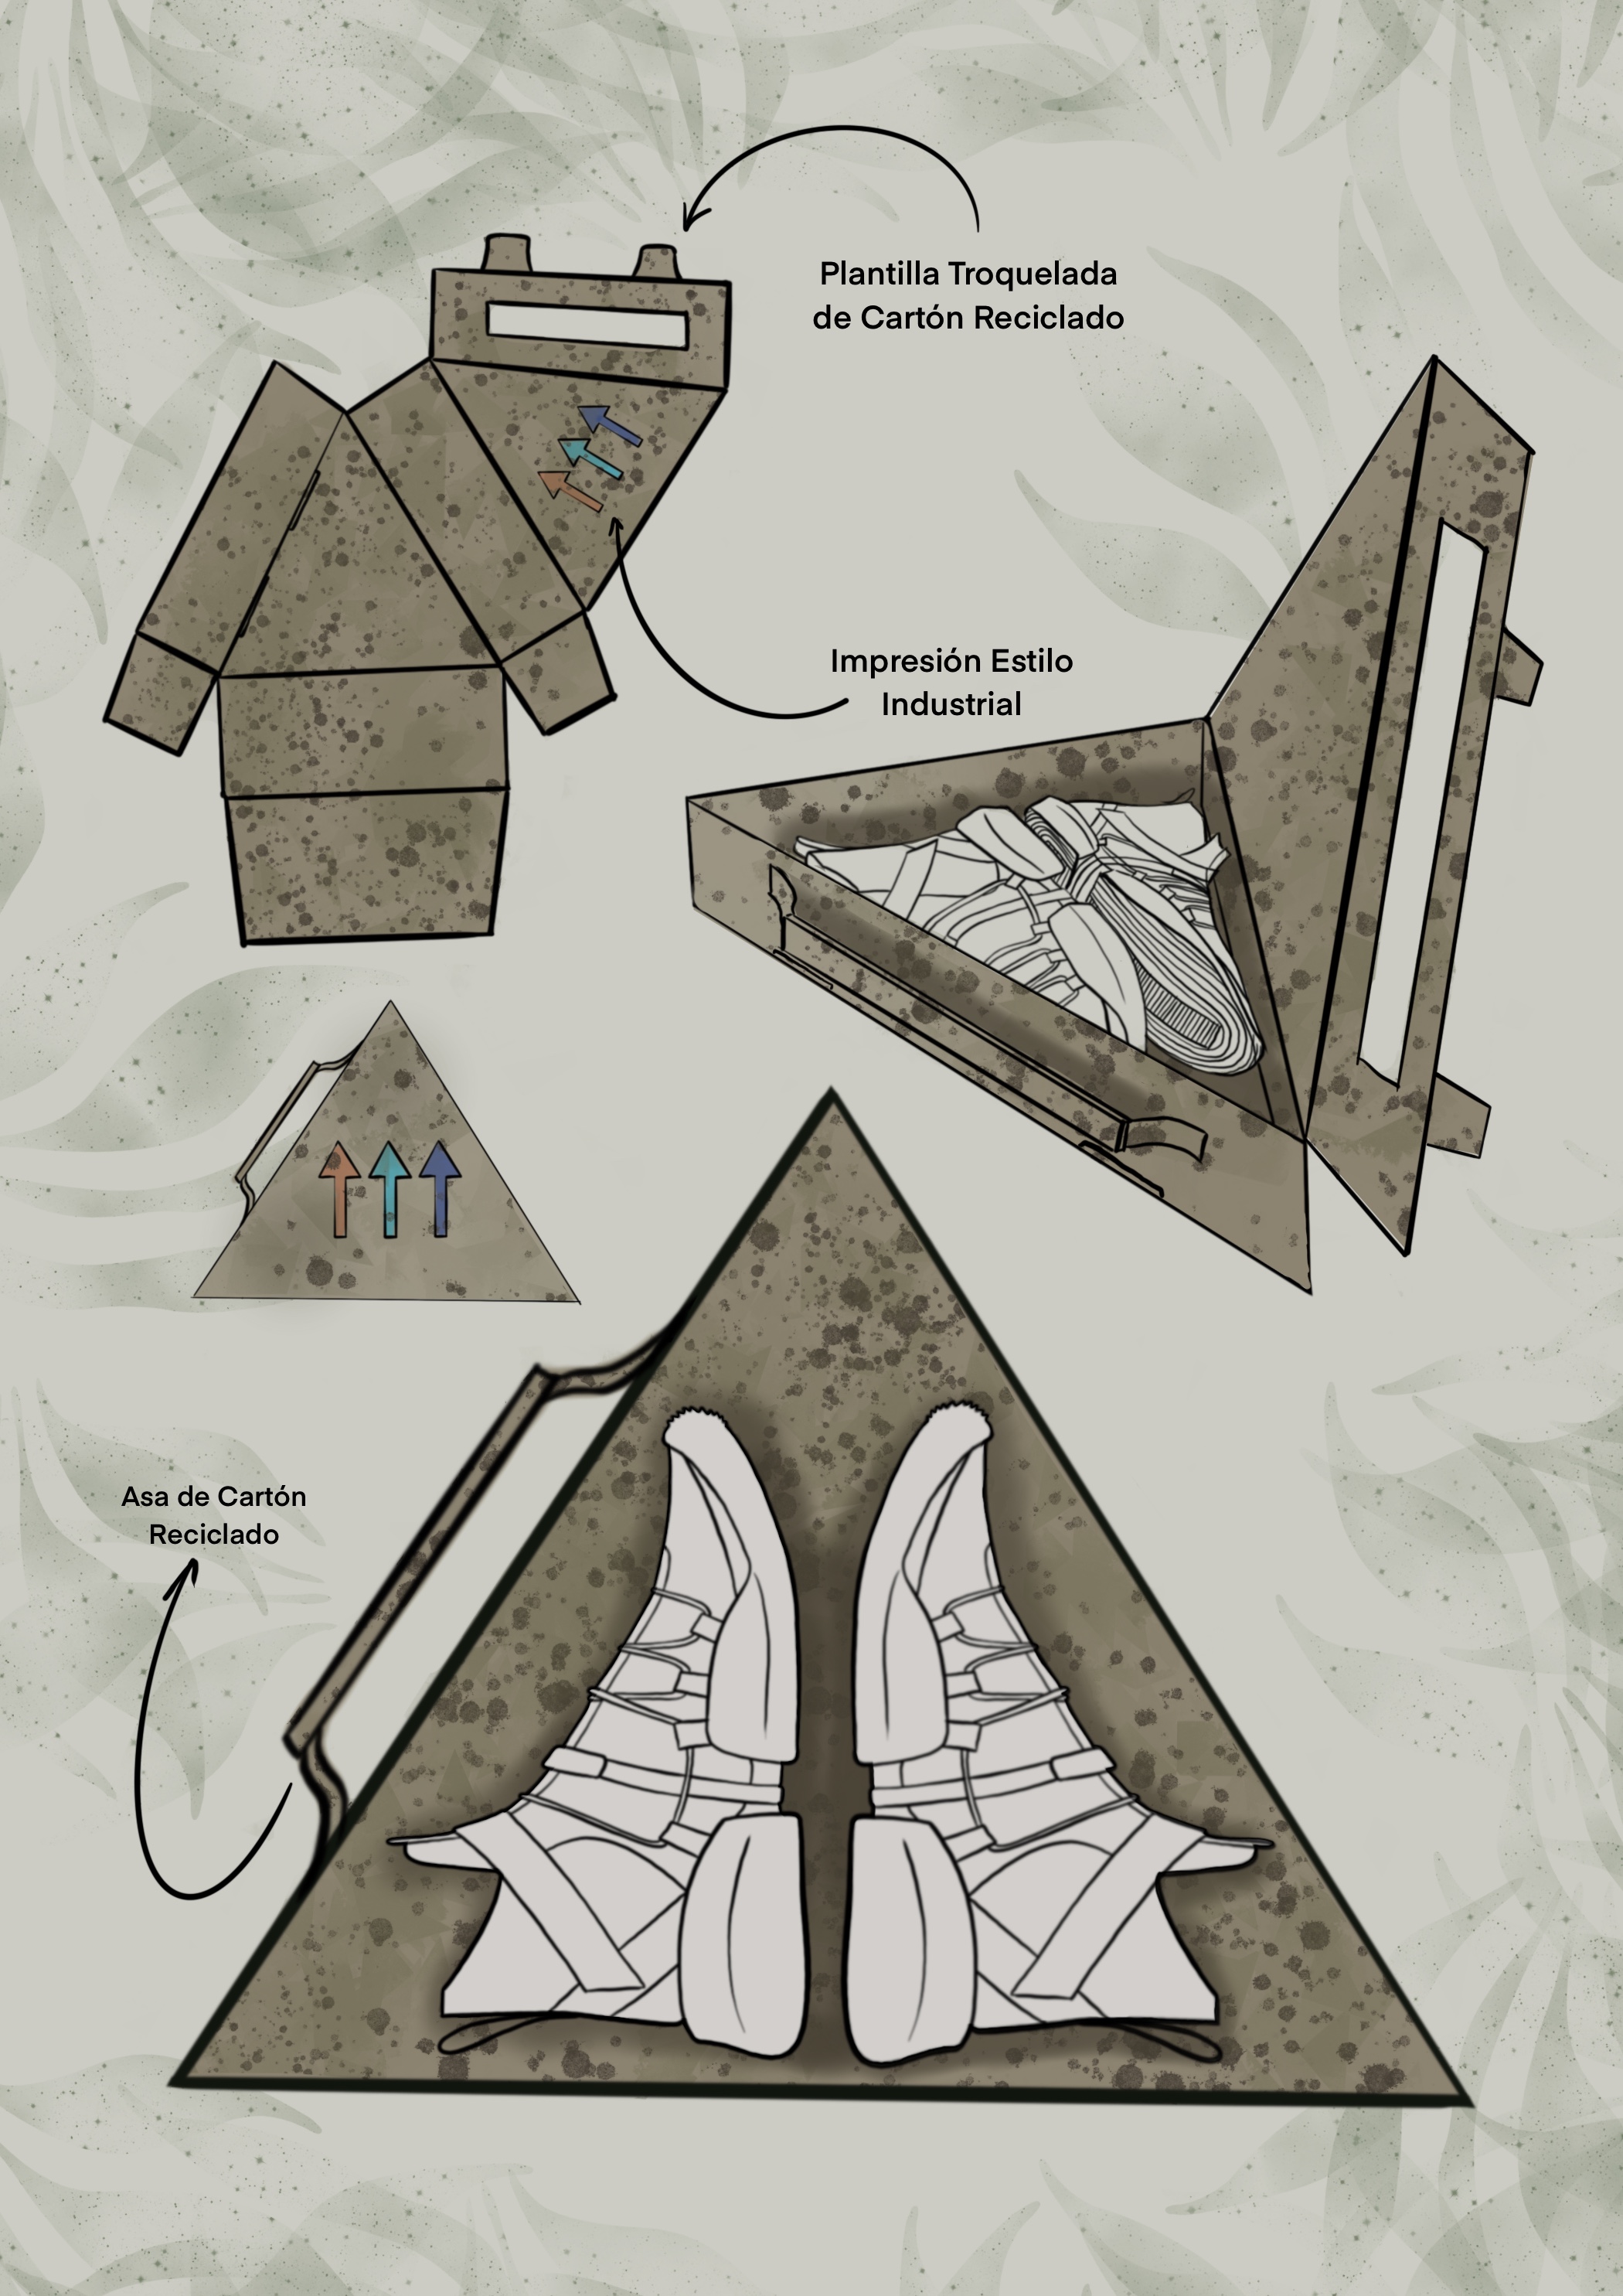 Plantilla Troquelada
de Cartón Reciclado
Impresión Estilo
Industrial
Asa de Cartón
Reciclado